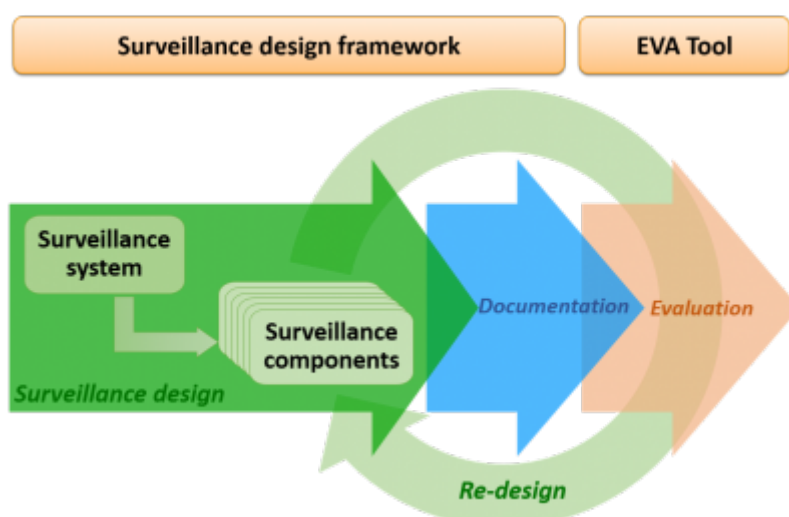 Surveillance design framework
EVA Tool
Surveillance
system
Surveillance
components
Documentation
Evaluation
Surveillance design
Re-design